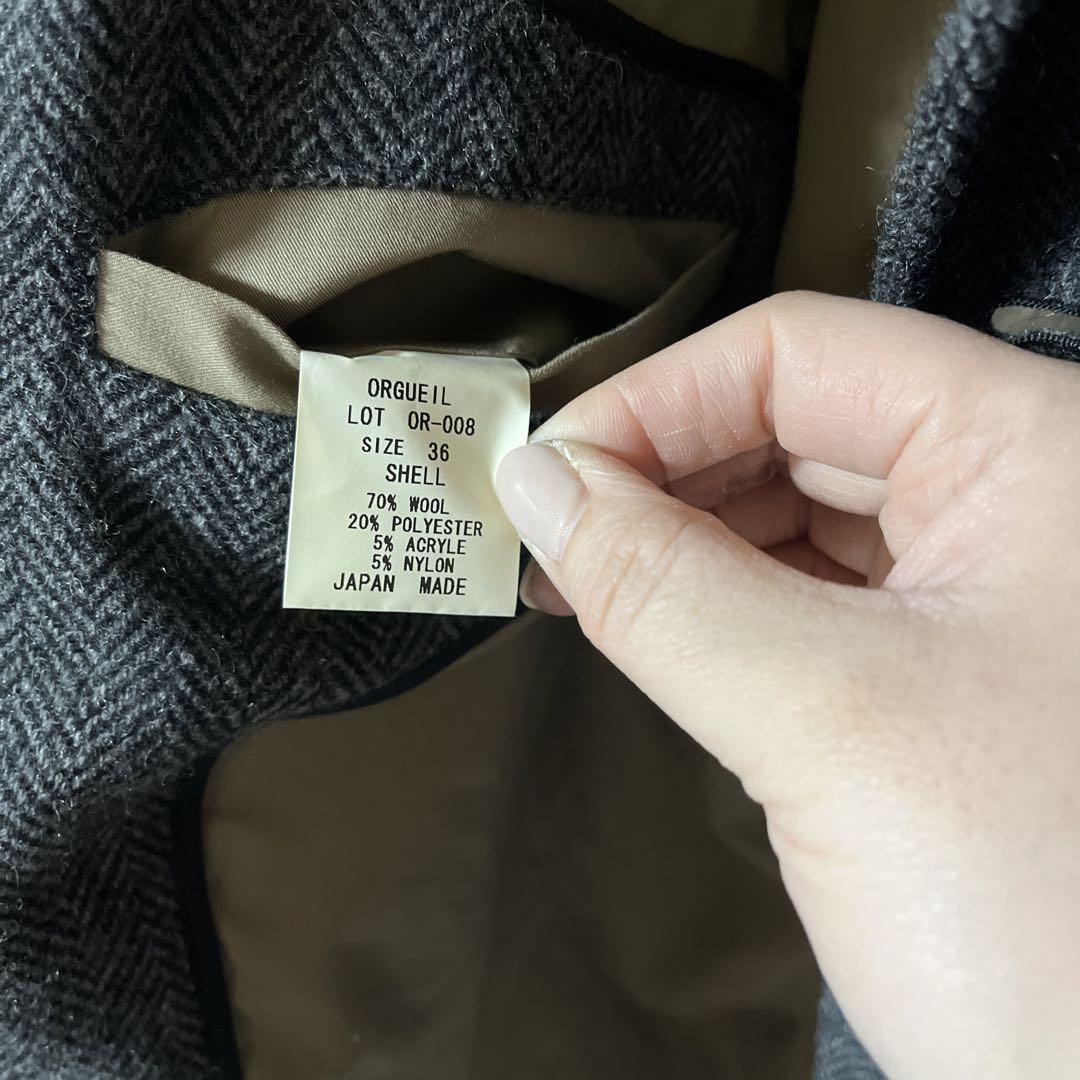 ORGUEIL
LOT OR-008
SIZE 36
SHELL
70% WOOL
20% POLYESTER
5% ACRYLE
5% NYLON
JAPAN MADE